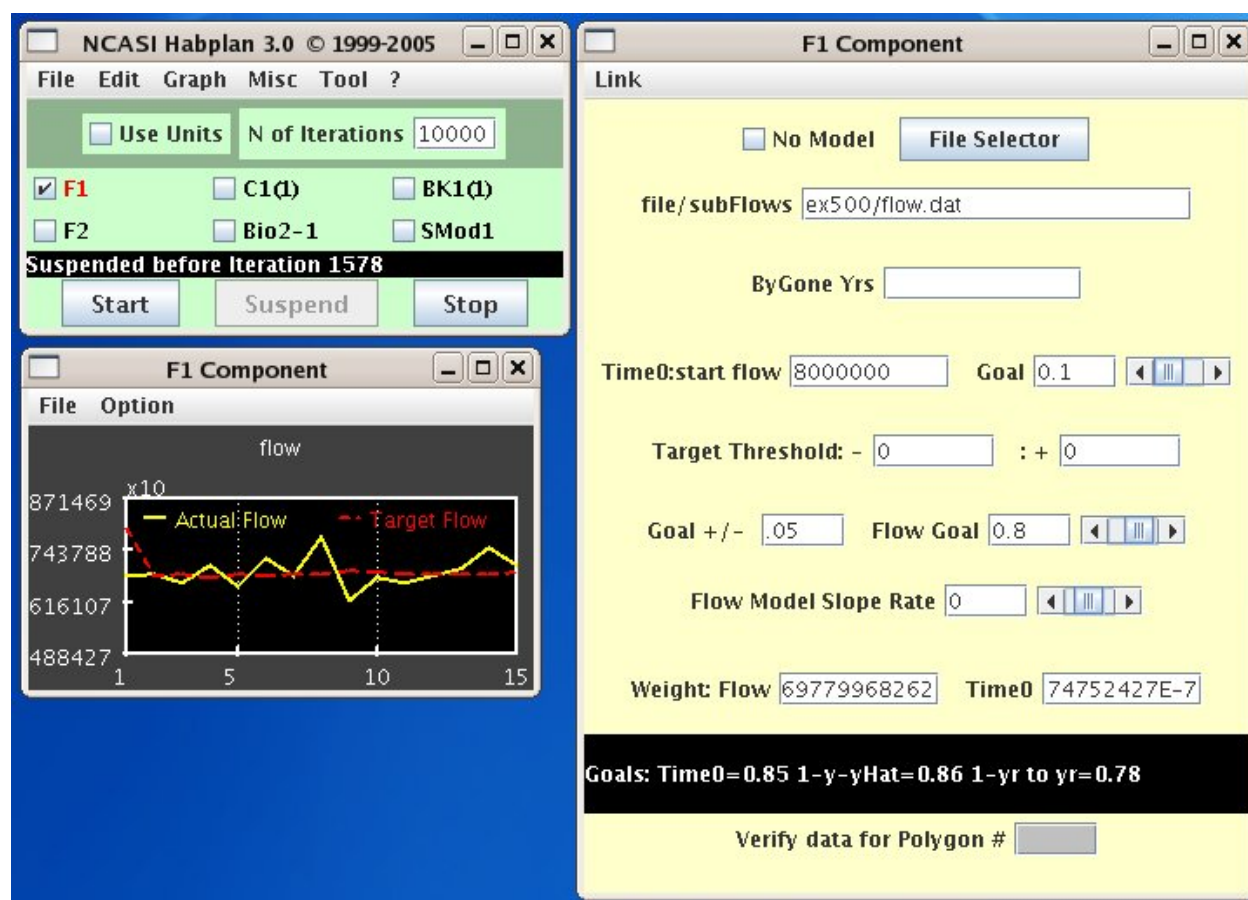 NCASI Habplan 3.0 © 1999-2005
File Edit Graph Misc Tool ?
Use Units N of Iterations 10000
F1 C1(1) BK1(1)
F2 Bio2-1 SMod1
Suspended before Iteration 1578
Start Suspend Stop
F1 Component
File Option
flow
x10
871469
Actual Flow Target Flow
743788
616107
488427
1 5 10 15
F1 Component
Link
No Model File Selector
file/subFlows ex500/flow.dat
ByGone Yrs
Time0:start flow 8000000 Goal 0.1
Target Threshold: - 0 : + 0
Goal +/- .05 Flow Goal 0.8
Flow Model Slope Rate 0
Weight: Flow 69779968262 Time0 74752427E-7
Goals: Time0=0.85 1-y-yHat=0.86 1-yr to yr=0.78
Verify data for Polygon #